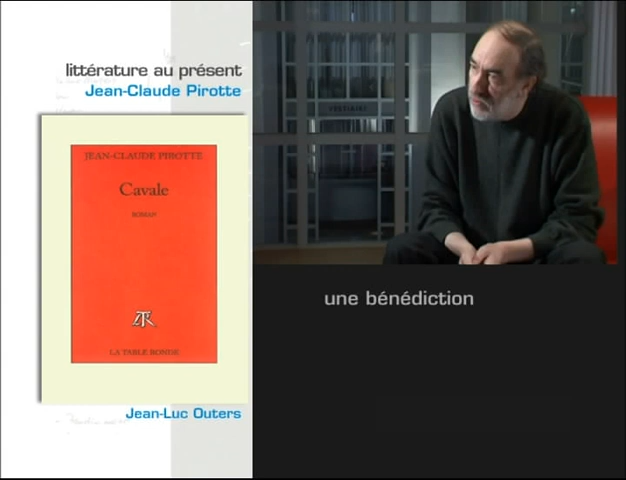 littérature au présent
Jean-Claude Pirotte
JEAN-CLAUDE PIROTTE
Cavale
ROMAN
LA TABLE RONDE
Jean-Luc Outers
VESTIAIRE
une bénédiction